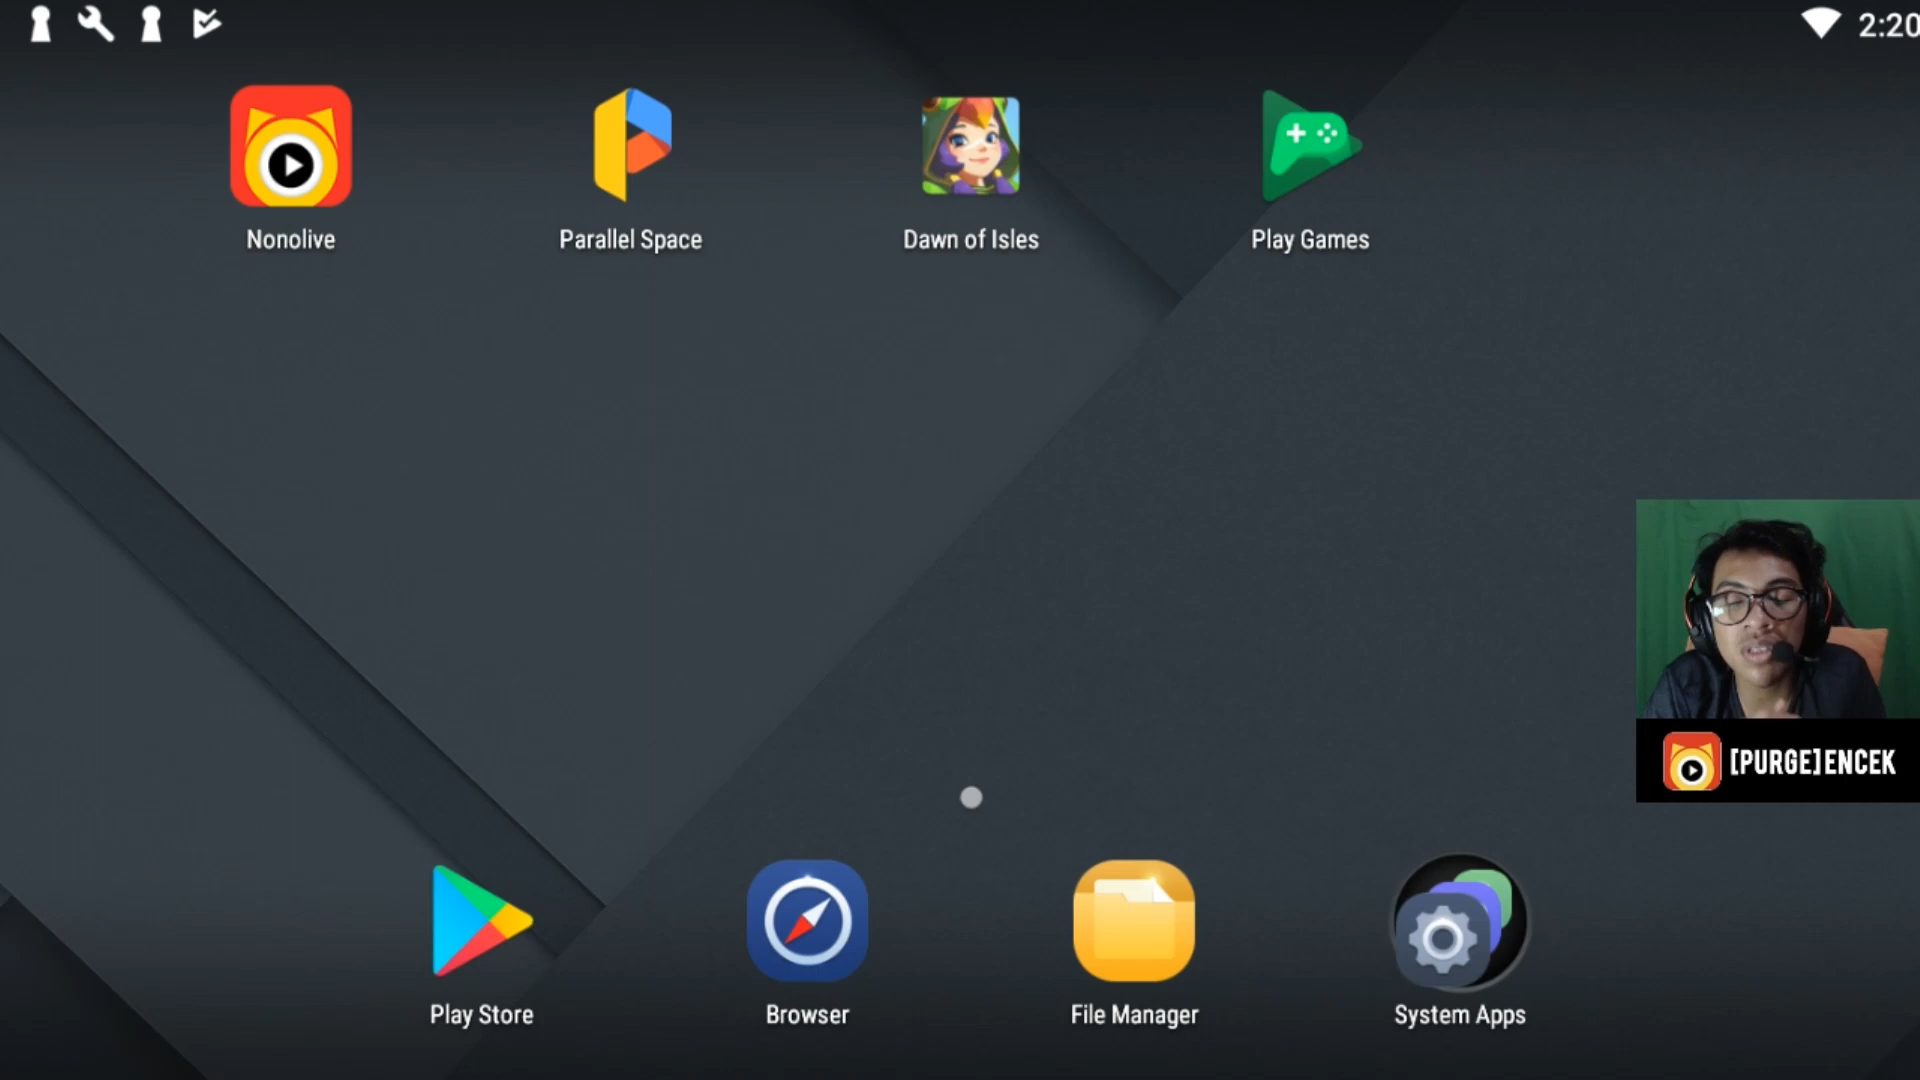 2:20
Nonolive
Parallel Space
Dawn of Isles
Play Games
[PURGE]ENCEK
Play Store
Browser
File Manager
System Apps